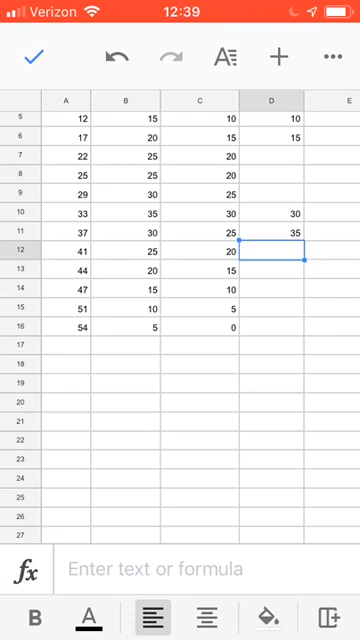 Verizon 12:39
A B C D E
5 12 15 10 10
6 17 20 15 15
7 22 25 20
8 25 25 20
9 29 30 25
10 33 35 30 30
11 37 30 25 35
12 41 25 20
13 44 20 15
14 47 15 10
15 51 10 5
16 54 5 0
17
18
19
20
21
22
23
24
25
26
27
fx Enter text or formula
B A